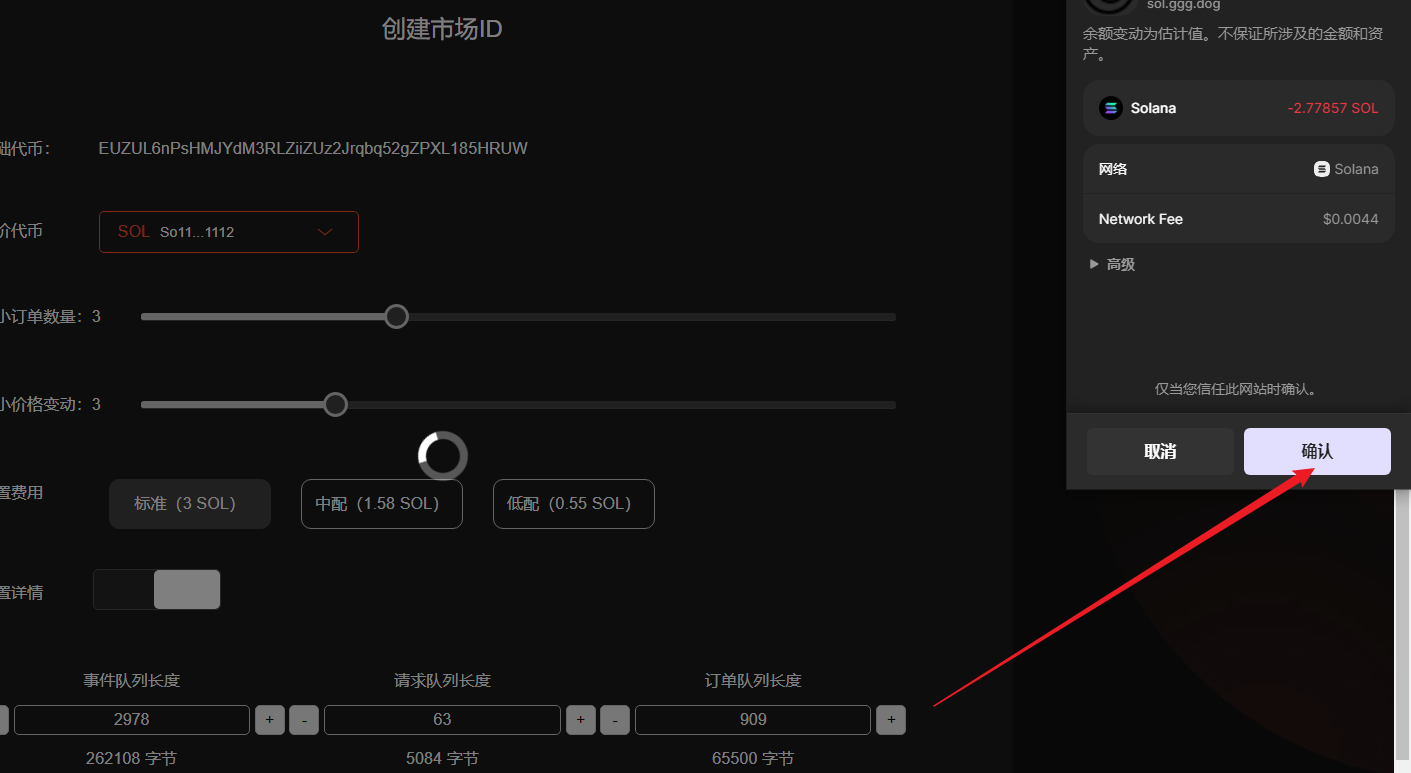 创建市场ID
础代币：
EUZUL6nPsHMJYdM3RLZiiZUz2Jrqbq52gZPXL185HRUW
价代币
SOL So11...1112
小订单数量：3
小价格变动：3
置费用
标准（3 SOL）
中配（1.58 SOL）
低配（0.55 SOL）
置详情
事件队列长度
请求队列长度
订单队列长度
2978
+
-
63
+
-
909
+
262108 字节
5084 字节
65500 字节
sol.ggg.dog
余额变动为估计值。不保证所涉及的金额和资
产。
Solana
-2.77857 SOL
网络
Solana
Network Fee
$0.0044
高级
仅当您信任此网站时确认。
取消
确认